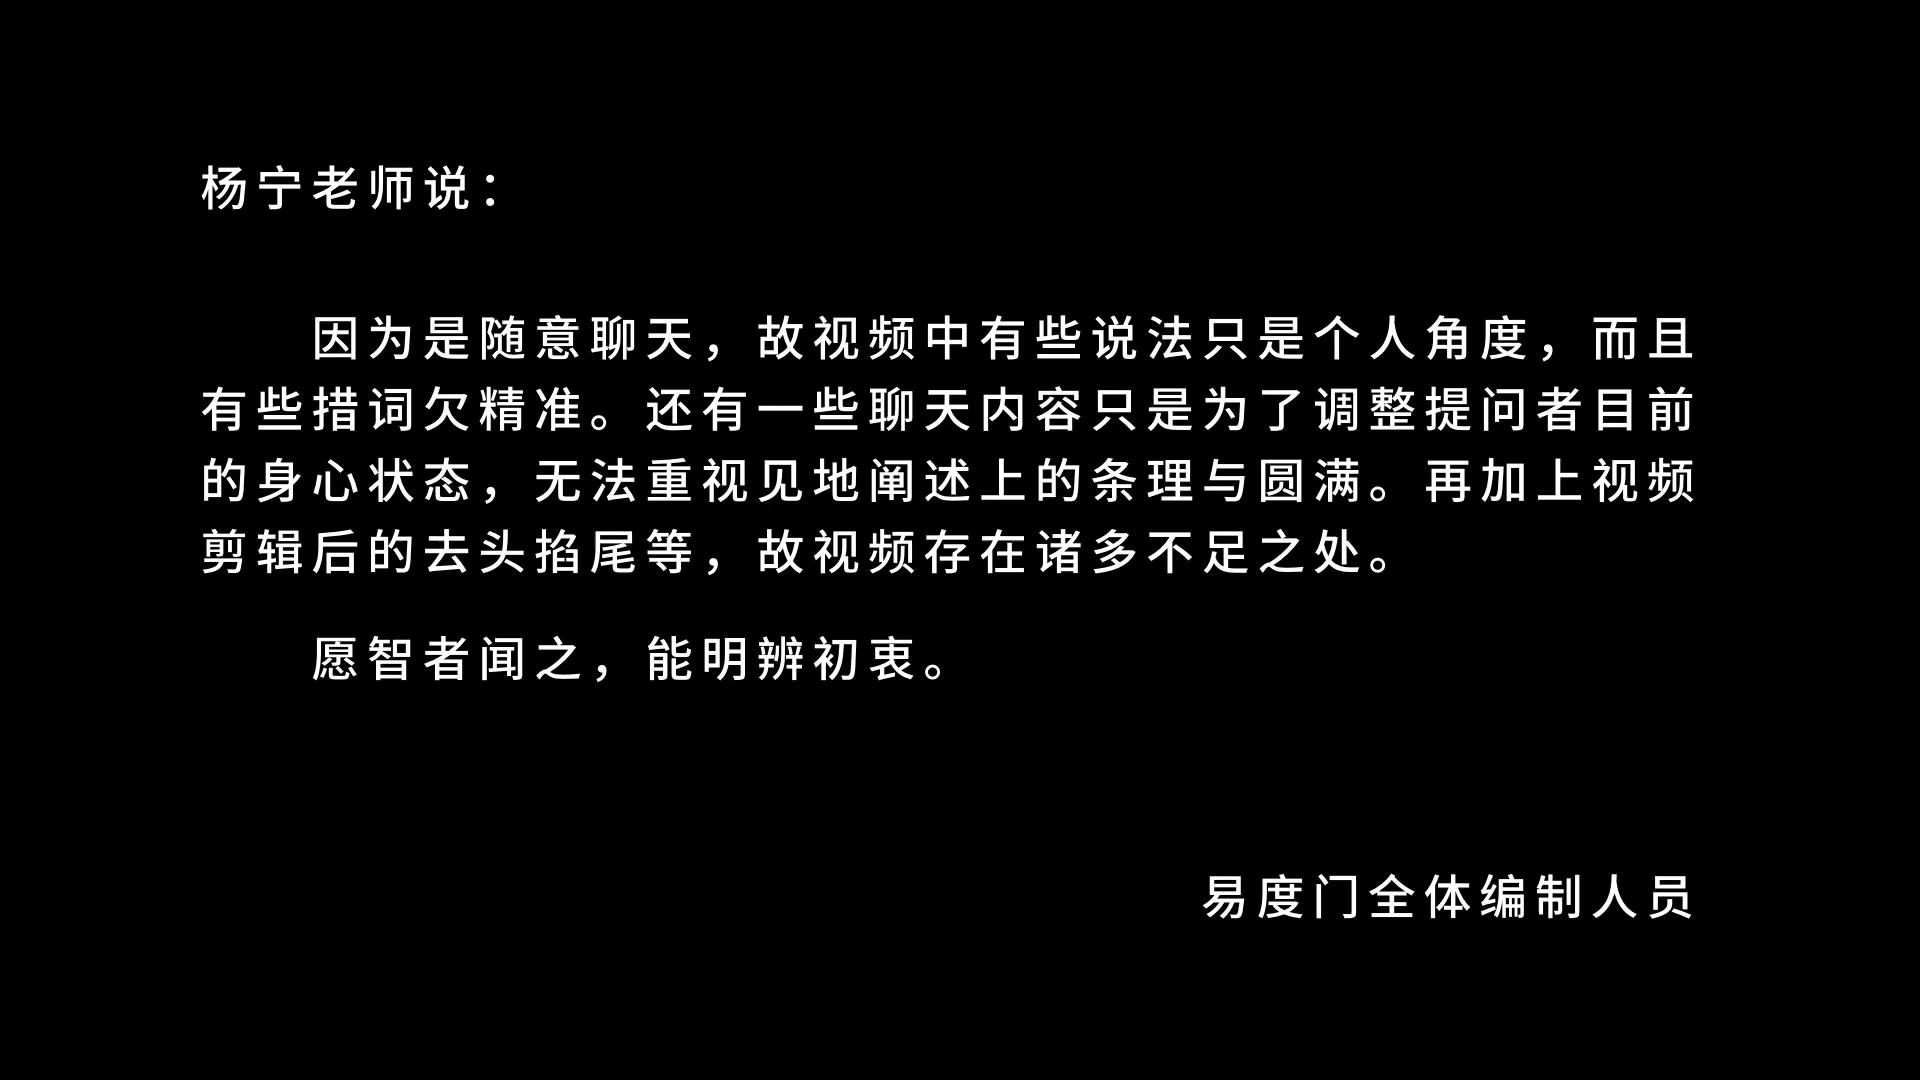 杨宁老师说：
因为是随意聊天，故视频中有些说法只是个人角度，而且
有些措词欠精准。还有一些聊天内容只是为了调整提问者目前
的身心状态，无法重视见地阐述上的条理与圆满。再加上视频
剪辑后的去头掐尾等，故视频存在诸多不足之处。
愿智者闻之，能明辨初衷。
易度门全体编制人员